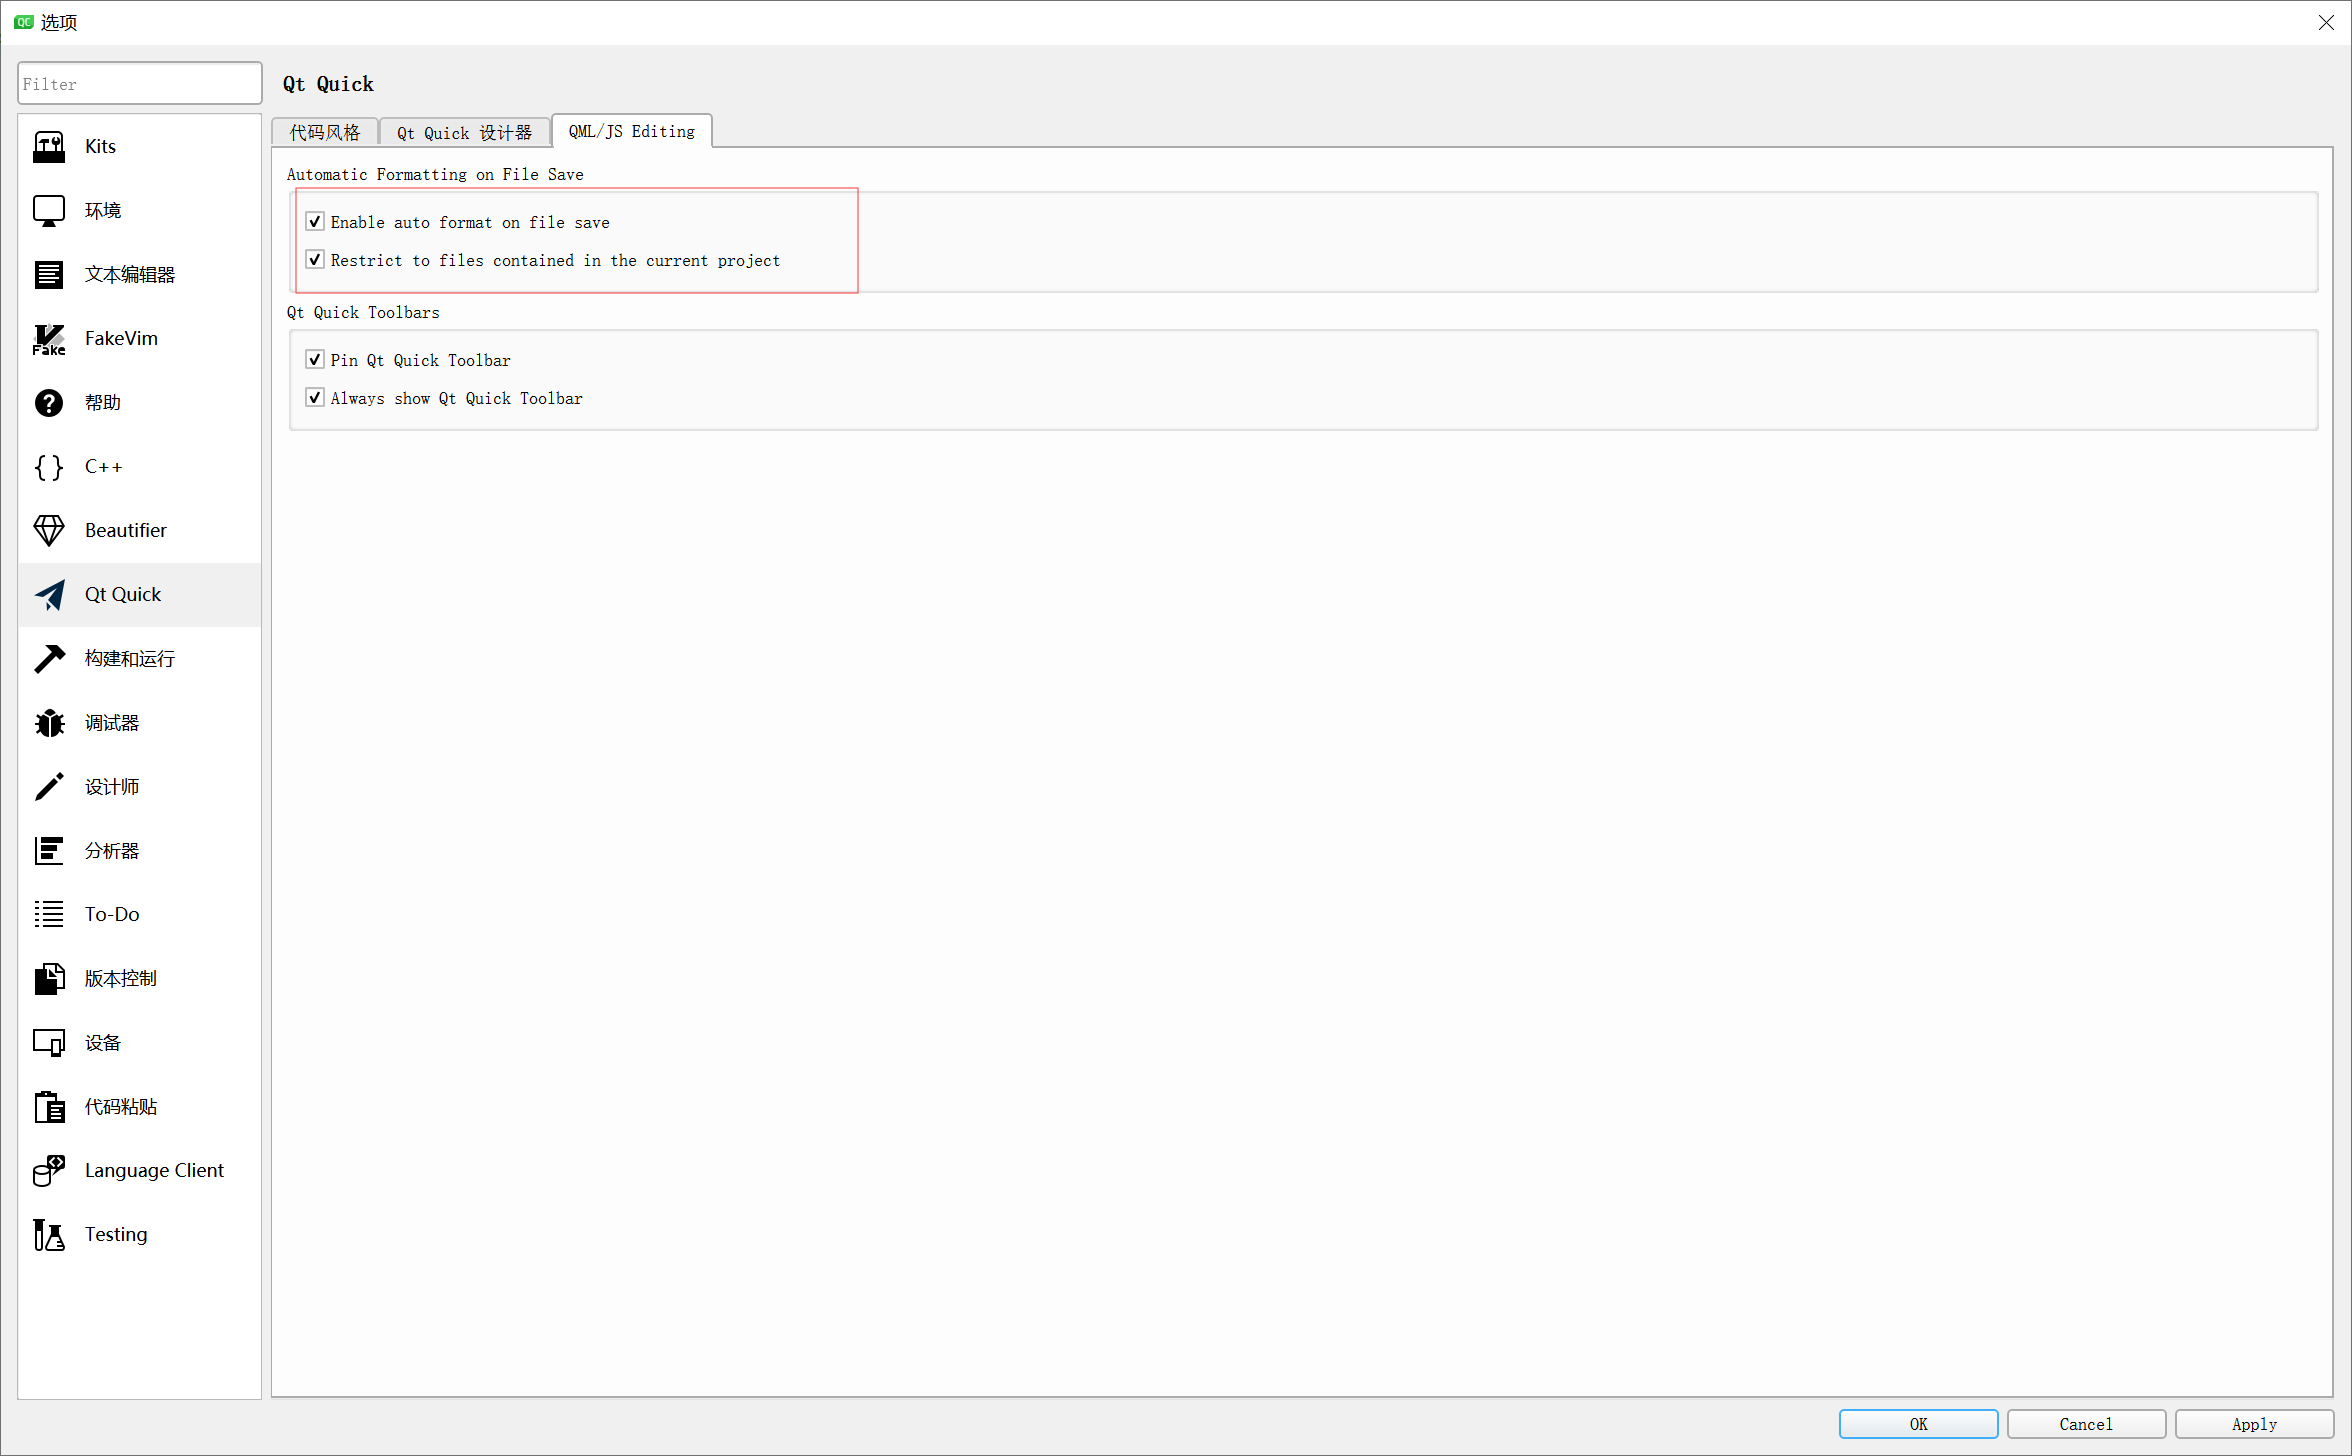 QC 选项
Filter
Kits
环境
文本编辑器
Fake
FakeVim
帮助
C++
Beautifier
Qt Quick
构建和运行
调试器
设计师
分析器
To-Do
版本控制
设备
代码粘贴
Language Client
Testing
Qt Quick
代码风格
Qt Quick 设计器
QML/JS Editing
Automatic Formatting on File Save
Enable auto format on file save
Restrict to files contained in the current project
Qt Quick Toolbars
Pin Qt Quick Toolbar
Always show Qt Quick Toolbar
OK
Cancel
Apply